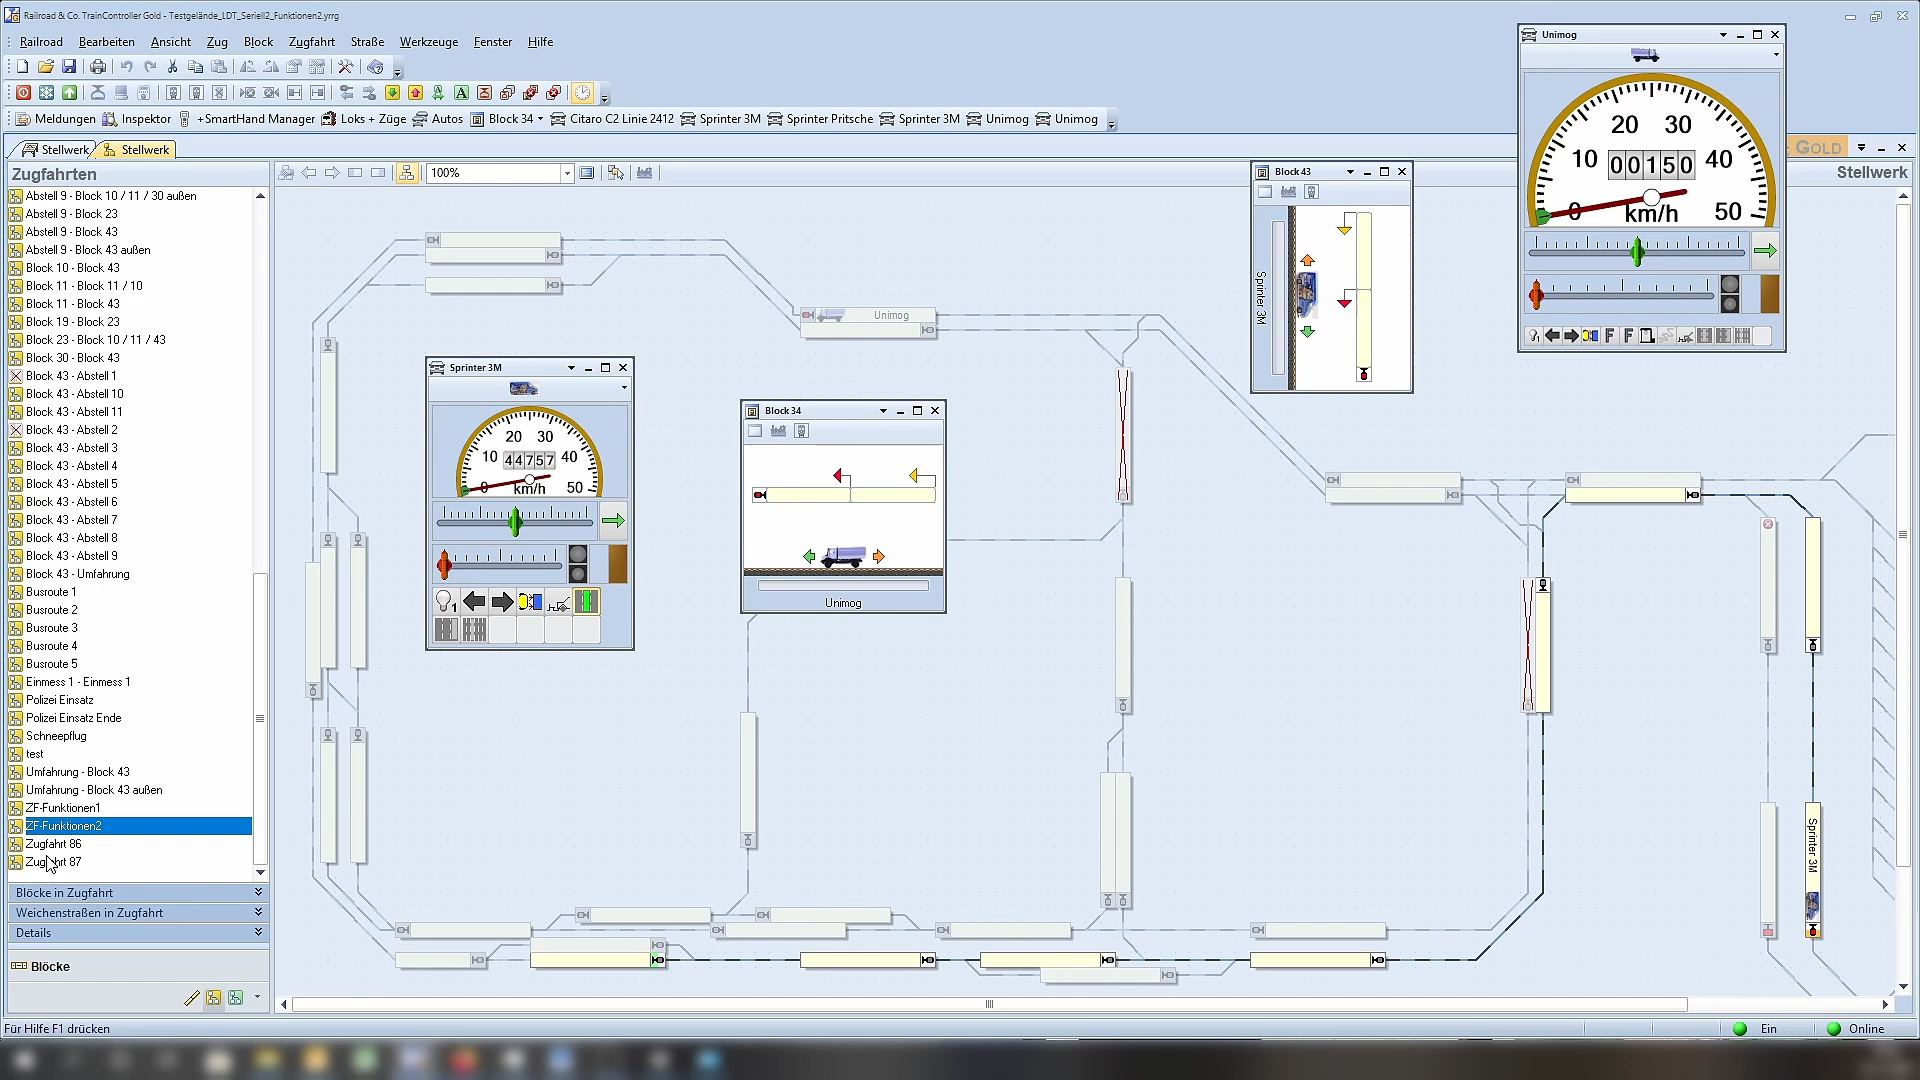 Railroad & Co. TrainController Gold - Testgelände_LDT_Seriell2_Funktionen2.yrrg
Railroad Bearbeiten Ansicht Zug Block Zugfahrt Straße Werkzeuge Fenster Hilfe
Meldungen Inspektor +SmartHand Manager Loks + Züge Autos Block 34 Citaro C2 Linie 2412 Sprinter 3M Sprinter Pritsche Sprinter 3M Unimog Unimog
Stellwerk Stellwerk
GOLD
Zugfahrten
100%
Stellwerk
Abstell 9 - Block 10 / 11 / 30 außen
Abstell 9 - Block 23
Abstell 9 - Block 43
Abstell 9 - Block 43 außen
Block 10 - Block 43
Block 11 - Block 11 / 10
Block 11 - Block 43
Block 19 - Block 23
Block 23 - Block 10 / 11 / 43
Block 30 - Block 43
Block 43 - Abstell 1
Block 43 - Abstell 10
Block 43 - Abstell 11
Block 43 - Abstell 2
Block 43 - Abstell 3
Block 43 - Abstell 4
Block 43 - Abstell 5
Block 43 - Abstell 6
Block 43 - Abstell 7
Block 43 - Abstell 8
Block 43 - Abstell 9
Block 43 - Umfahrung
Busroute 1
Busroute 2
Busroute 3
Busroute 4
Busroute 5
Einmess 1 - Einmess 1
Polizei Einsatz
Polizei Einsatz Ende
Schneepflug
test
Umfahrung - Block 43
Umfahrung - Block 43 außen
ZF-Funktionen1
ZF-Funktionen2
Zugfahrt 86
Zugfahrt 87
Blöcke in Zugfahrt
Weichenstraßen in Zugfahrt
Details
Blöcke
Unimog
Sprinter 3M
20 30
10 44757 40
0 km/h 50
1
Block 34
Unimog
Block 43
Sprinter 3M
Unimog
20 30
10 00150 40
0 km/h 50
1 F F
Sprinter 3M
Für Hilfe F1 drücken
Ein
Online